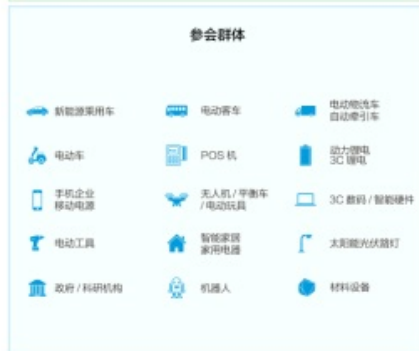 参会群体
新能源乘用车
电动客车
电动物流车
自动牵引车
电动车
POS 机
动力锂电
3C 锂电
手机企业
移动电源
无人机 / 平衡车
/ 电动玩具
3C 数码 / 智能硬件
电动工具
智能家居
家用电器
太阳能光伏路灯
政府 / 科研机构
机器人
材料设备